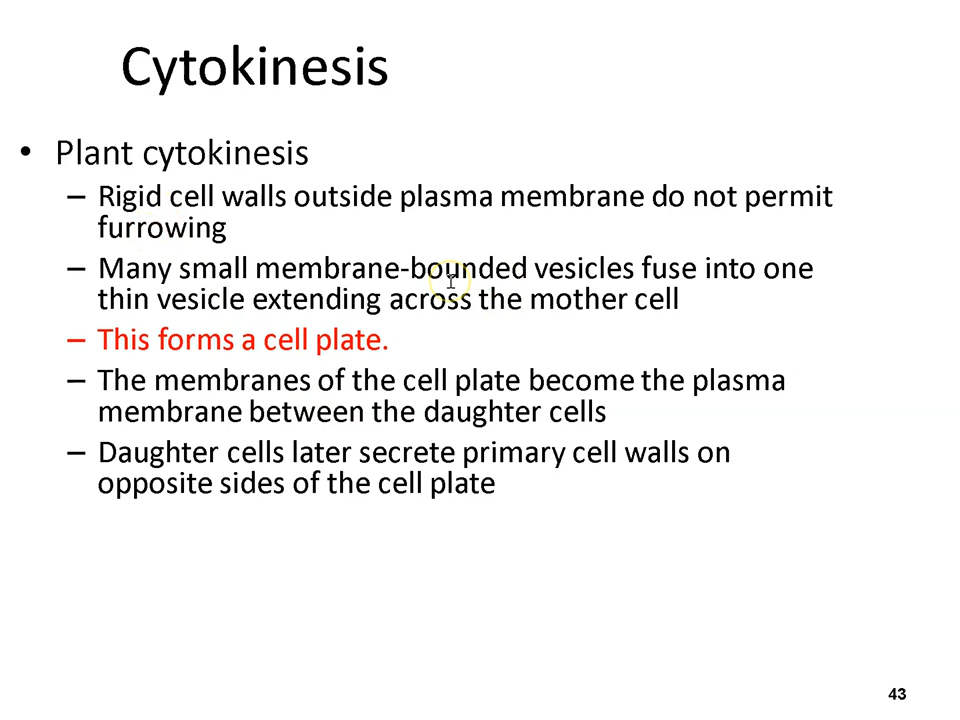 Cytokinesis
• Plant cytokinesis
– Rigid cell walls outside plasma membrane do not permit
furrowing
– Many small membrane-bounded vesicles fuse into one
thin vesicle extending across the mother cell
– This forms a cell plate.
– The membranes of the cell plate become the plasma
membrane between the daughter cells
– Daughter cells later secrete primary cell walls on
opposite sides of the cell plate
43